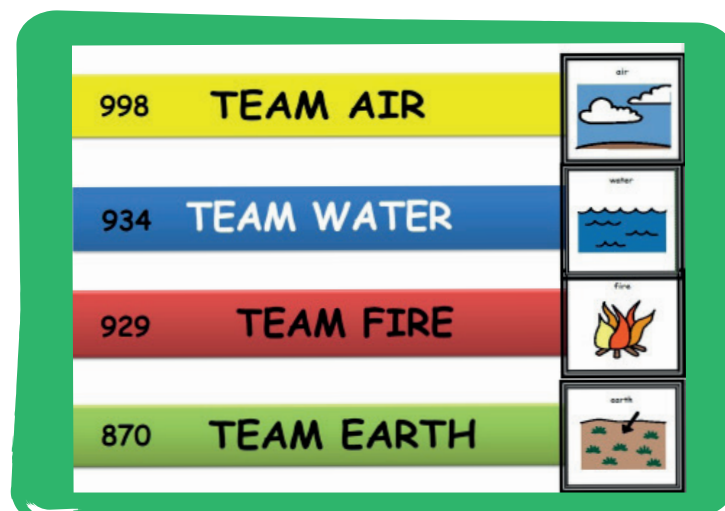 998 TEAM AIR
air
934 TEAM WATER
water
929 TEAM FIRE
fire
870 TEAM EARTH
earth